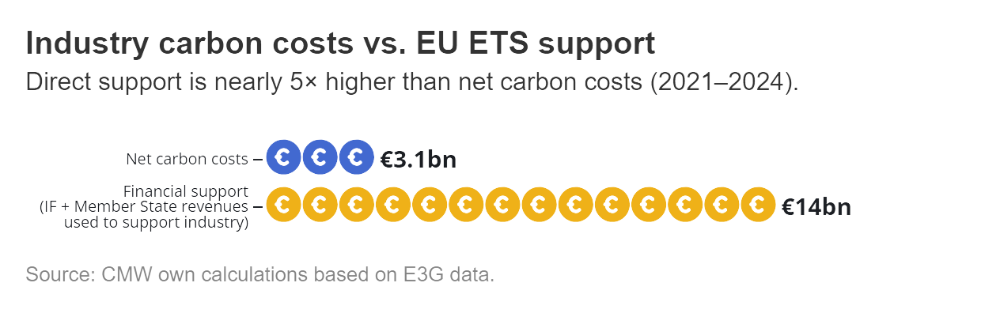 Industry carbon costs vs. EU ETS support
Direct support is nearly 5× higher than net carbon costs (2021–2024).
Net carbon costs
€3.1bn
Financial support
(IF + Member State revenues
used to support industry)
€14bn
Source: CMW own calculations based on E3G data.